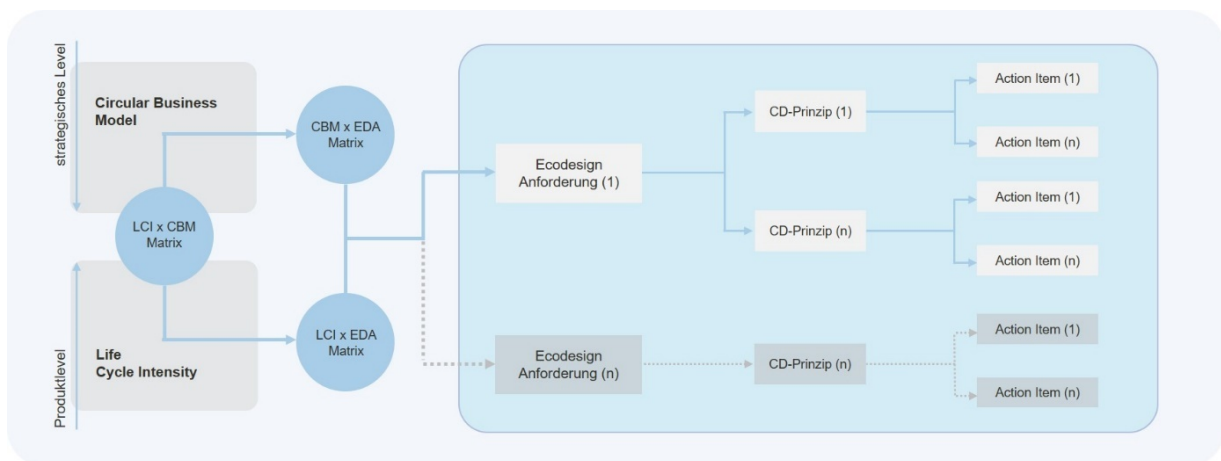 strategisches Level
Circular Business
Model
LCI x CBM
Matrix
Produktlevel
Life
Cycle Intensity
CBM x EDA
Matrix
LCI x EDA
Matrix
Ecodesign
Anforderung (1)
CD-Prinzip (1)
Action Item (1)
Action Item (n)
CD-Prinzip (n)
Action Item (1)
Action Item (n)
Ecodesign
Anforderung (n)
CD-Prinzip (n)
Action Item (1)
Action Item (n)